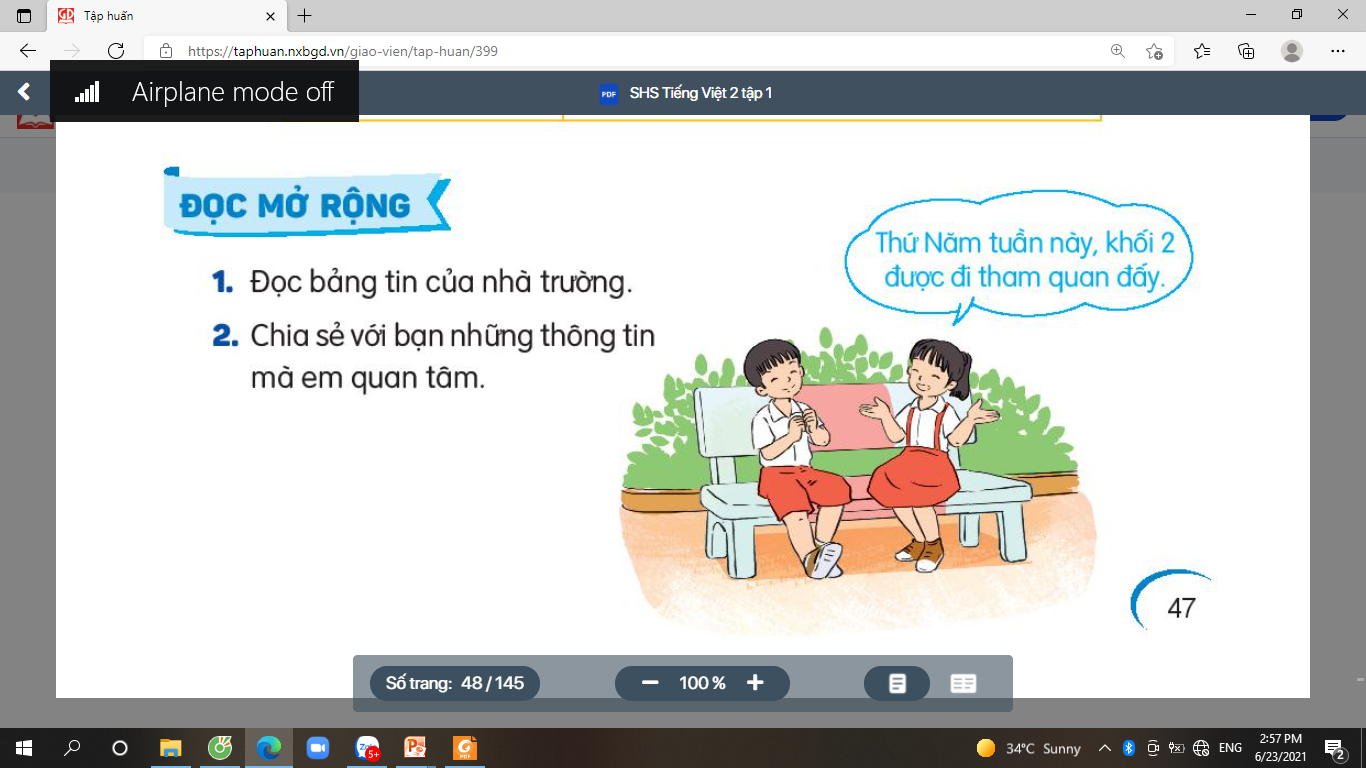 Tập huấn
https://taphuan.nxbgd.vn/giao-vien/tap-huan/399
Airplane mode off
PDF
SHS Tiếng Việt 2 tập 1
ĐỌC MỞ RỘNG
Thứ Năm tuần này, khối 2
được đi tham quan đấy.
1. Đọc bảng tin của nhà trường.
2. Chia sẻ với bạn những thông tin
mà em quan tâm.
47
Số trang: 48 / 145
100 %
5+
34°C Sunny
ENG
2:57 PM
6/23/2021
2